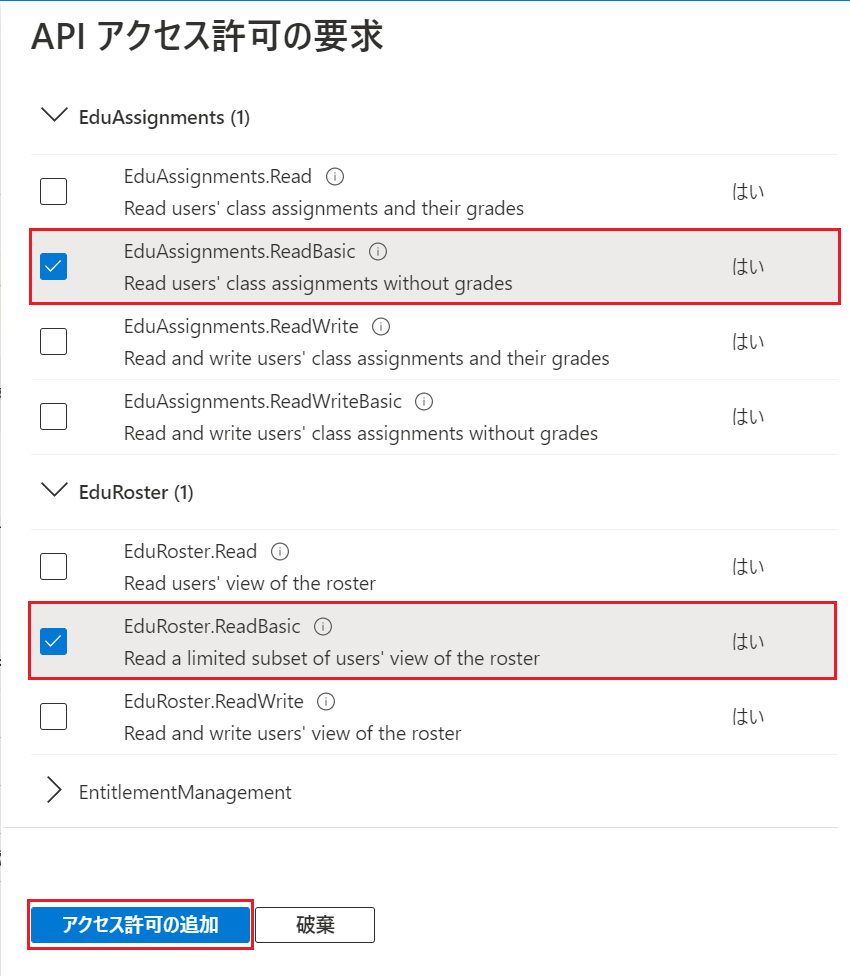 API アクセス許可の要求
EduAssignments (1)
EduAssignments.Read
Read users' class assignments and their grades
はい
EduAssignments.ReadBasic
Read users' class assignments without grades
はい
EduAssignments.ReadWrite
Read and write users' class assignments and their grades
はい
EduAssignments.ReadWriteBasic
Read and write users' class assignments without grades
はい
EduRoster (1)
EduRoster.Read
Read users' view of the roster
はい
EduRoster.ReadBasic
Read a limited subset of users' view of the roster
はい
EduRoster.ReadWrite
Read and write users' view of the roster
はい
EntitlementManagement
アクセス許可の追加
破棄